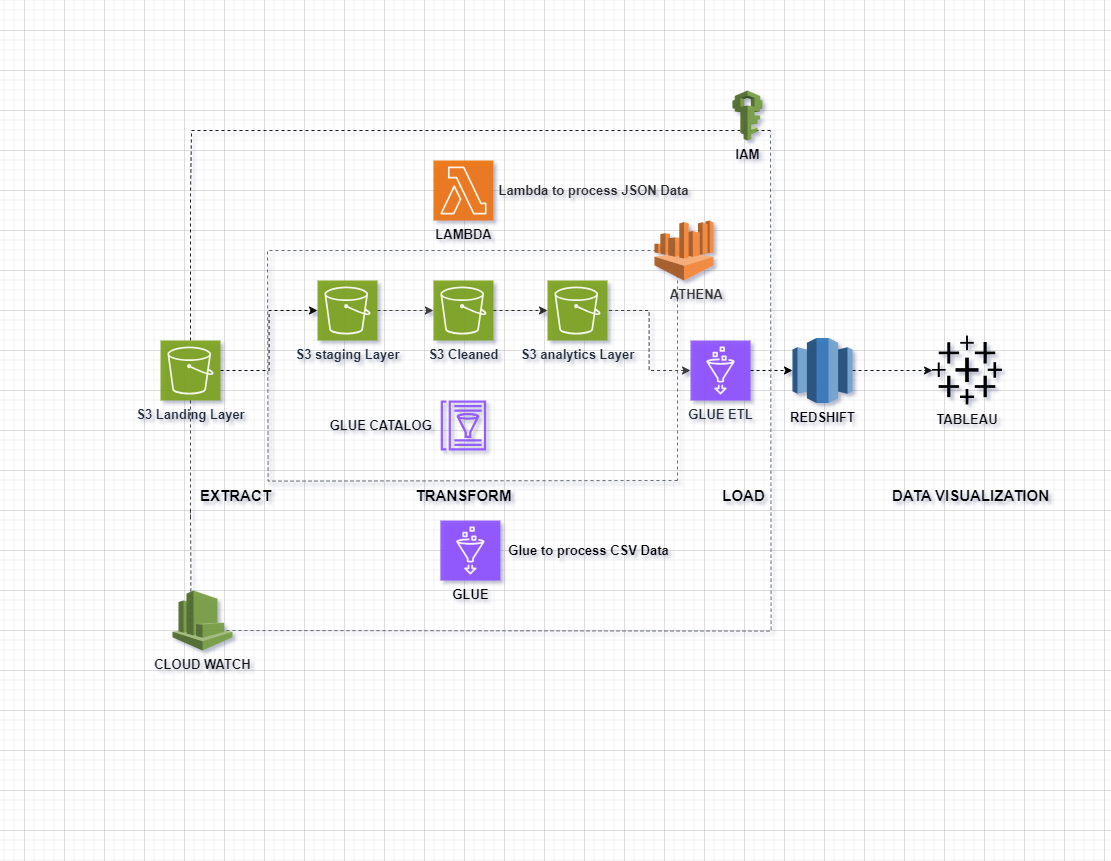 IAM
Lambda to process JSON Data
LAMBDA
ATHENA
S3 staging Layer
S3 Cleaned
S3 analytics Layer
S3 Landing Layer
GLUE CATALOG
GLUE ETL
REDSHIFT
TABLEAU
EXTRACT
TRANSFORM
LOAD
DATA VISUALIZATION
Glue to process CSV Data
GLUE
CLOUD WATCH